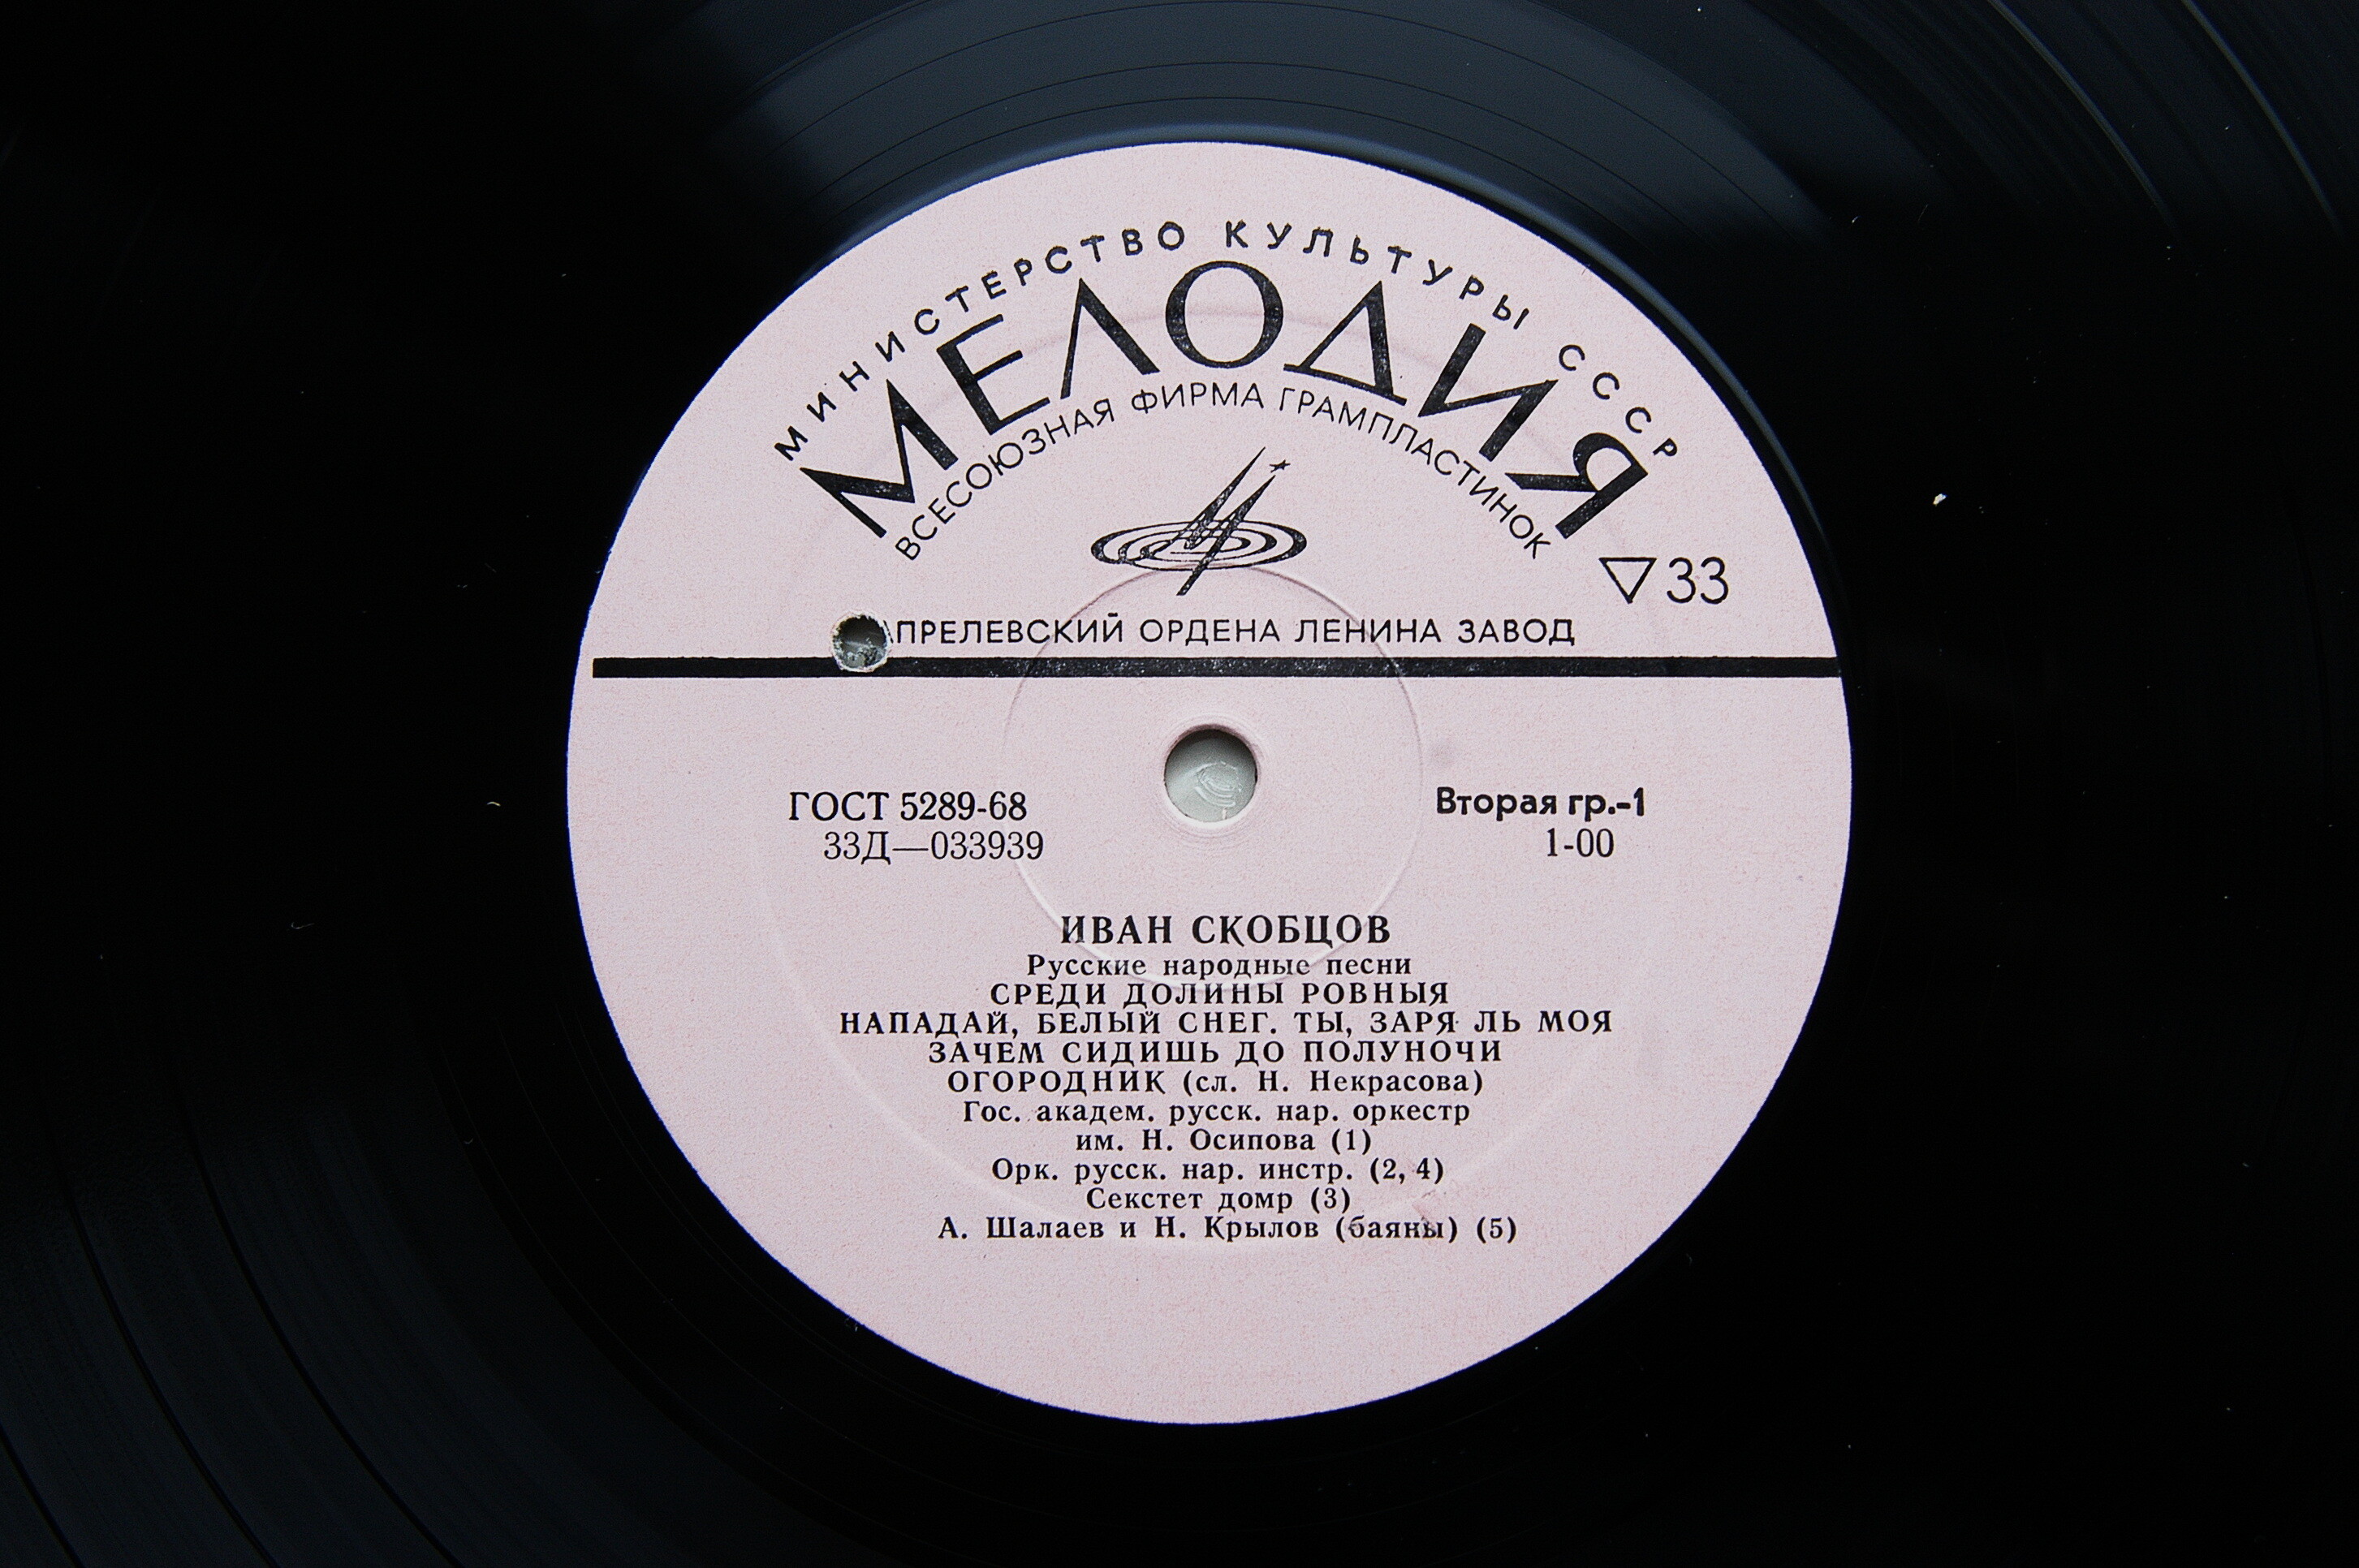 МИНИСТЕРСТВО КУЛЬТУРЫ СССР
МЕЛОДИЯ
ВСЕСОЮЗНАЯ ФИРМА ГРАМПЛАСТИНОК
33
ПРЕЛЕВСКИЙ ОРДЕНА ЛЕНИНА ЗАВОД
ГОСТ 5289-68
33Д—033939
Вторая гр.-1
1-00
ИВАН СКОБЦОВ
Русские народные песни
СРЕДИ ДОЛИНЫ РОВНЫЯ
НАПАДАЙ, БЕЛЫЙ СНЕГ. ТЫ, ЗАРЯ ЛЬ МОЯ
ЗАЧЕМ СИДИШЬ ДО ПОЛУНОЧИ
ОГОРОДНИК (сл. Н. Некрасова)
Гос. академ. русск. нар. оркестр
им. Н. Осипова (1)
Орк. русск. нар. инстр. (2, 4)
Секстет домр (3)
А. Шалаев и Н. Крылов (баяны) (5)